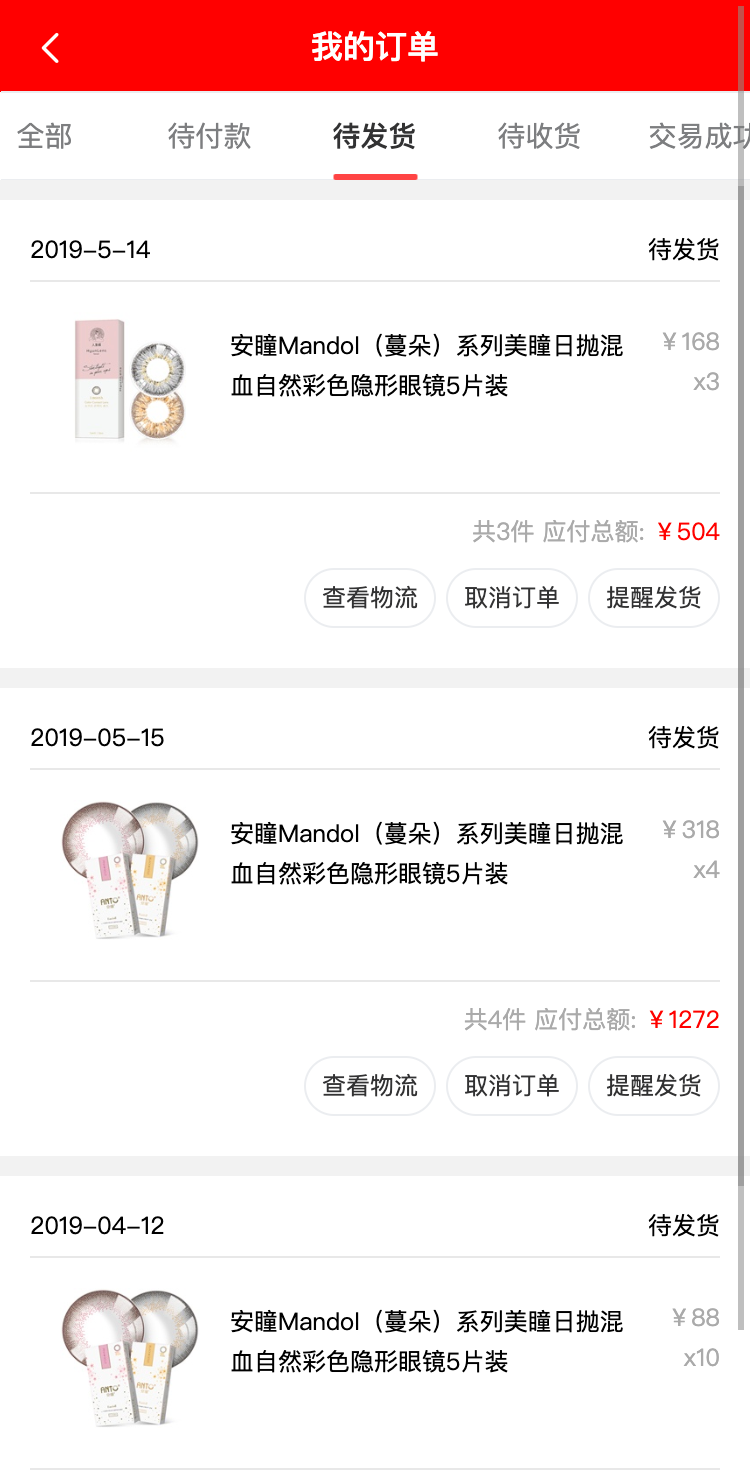 我的订单
全部 待付款 待发货 待收货 交易成功
2019-5-14 待发货
安瞳Mandol（蔓朵）系列美瞳日抛混 ￥168
血自然彩色隐形眼镜5片装 x3
共3件 应付总额: ￥504
查看物流 取消订单 提醒发货
2019-05-15 待发货
安瞳Mandol（蔓朵）系列美瞳日抛混 ￥318
血自然彩色隐形眼镜5片装 x4
共4件 应付总额: ￥1272
查看物流 取消订单 提醒发货
2019-04-12 待发货
安瞳Mandol（蔓朵）系列美瞳日抛混 ￥88
血自然彩色隐形眼镜5片装 x10